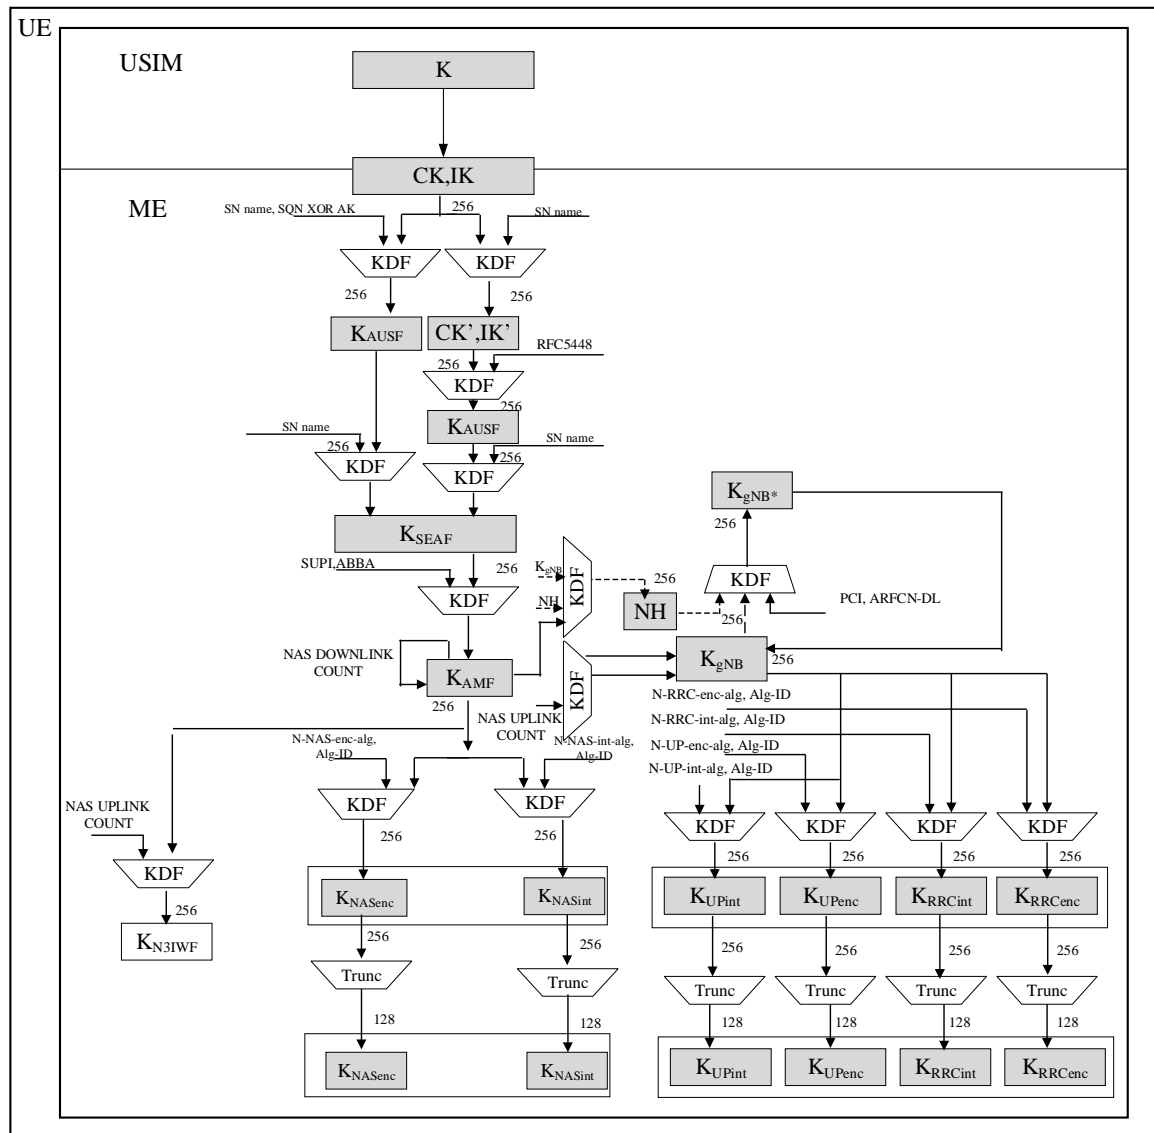 UE
USIM
K
CK,IK
ME
SN name, SQN XOR AK
256
SN name
KDF
KDF
256
256
KAUSF
CK’,IK’
RFC5448
256
KDF
256
KAUSF
SN name
SN name
256
256
KDF
KDF
KgNB*
256
KSEAF
SUPI,ABBA
256
KgNB
KDF
256
KDF
KDF
NH
NH
256
PCI, ARFCN-DL
NAS DOWNLINK
COUNT
KAMF
256
KDF
KgNB
256
NAS UPLINK
COUNT
N-RRC-enc-alg, Alg-ID
N-RRC-int-alg, Alg-ID
N-UP-enc-alg, Alg-ID
N-UP-int-alg, Alg-ID
N-NAS-enc-alg,
Alg-ID
N-NAS-int-alg,
Alg-ID
NAS UPLINK
COUNT
KDF
KDF
KDF
KDF
KDF
KDF
256
256
256
256
256
256
KDF
256
KN3IWF
KNASenc
KNASint
KUPint
KUPenc
KRRCint
KRRCenc
256
256
256
256
256
256
Trunc
Trunc
Trunc
Trunc
Trunc
Trunc
128
128
128
128
128
128
KNASenc
KNASint
KUPint
KUPenc
KRRCint
KRRCenc